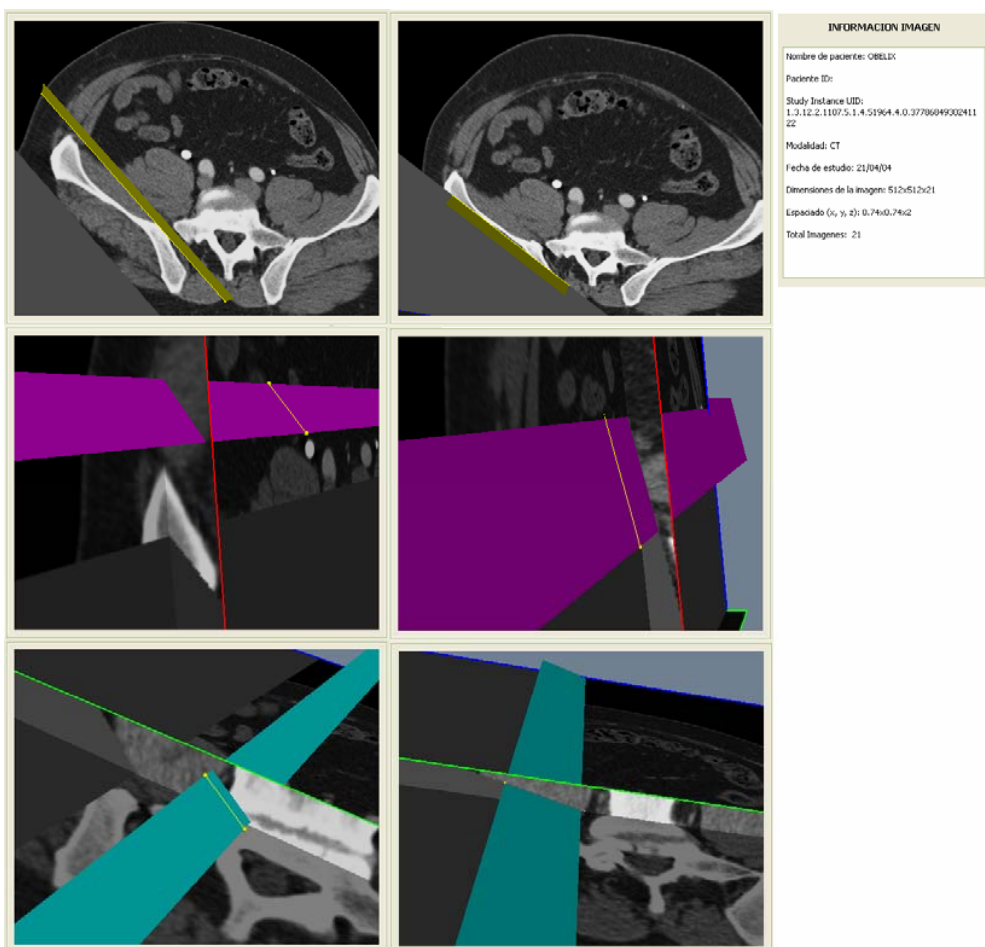 INFORMACION IMAGEN
Nombre de paciente: OBELIX
Paciente ID:
Study Instance UID:
1.3.12.2.1107.5.1.4.51964.4.0.37786849302411
22
Modalidad: CT
Fecha de estudio: 21/04/04
Dimensiones de la imagen: 512x512x21
Espaciado (x, y, z): 0.74x0.74x2
Total Imagenes: 21